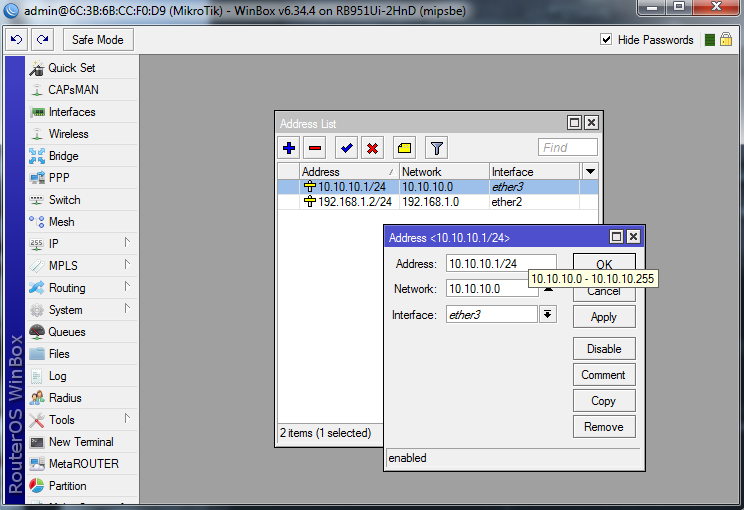 admin@6C:3B:6B:CC:F0:D9 (MikroTik) - WinBox v6.34.4 on RB951Ui-2HnD (mipsbe)
Safe Mode
Hide Passwords
RouterOS WinBox
Quick Set
CAPsMAN
Interfaces
Wireless
Bridge
PPP
Switch
Mesh
IP
MPLS
Routing
System
Queues
Files
Log
Radius
Tools
New Terminal
MetaROUTER
Partition
Address List
Find
Address Network Interface
10.10.10.1/24 10.10.10.0 ether3
192.168.1.2/24 192.168.1.0 ether2
2 items (1 selected)
Address <10.10.10.1/24>
Address: 10.10.10.1/24
Network: 10.10.10.0
Interface: ether3
OK
10.10.10.0 - 10.10.10.255
Cancel
Apply
Disable
Comment
Copy
Remove
enabled